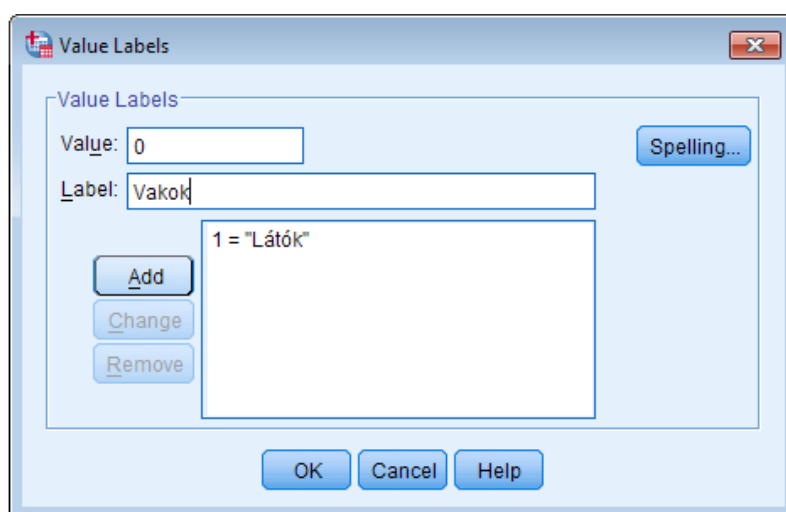 Value Labels
Value Labels
Value: 0
Spelling...
Label: Vakok
1 = "Látók"
Add
Change
Remove
OK Cancel Help